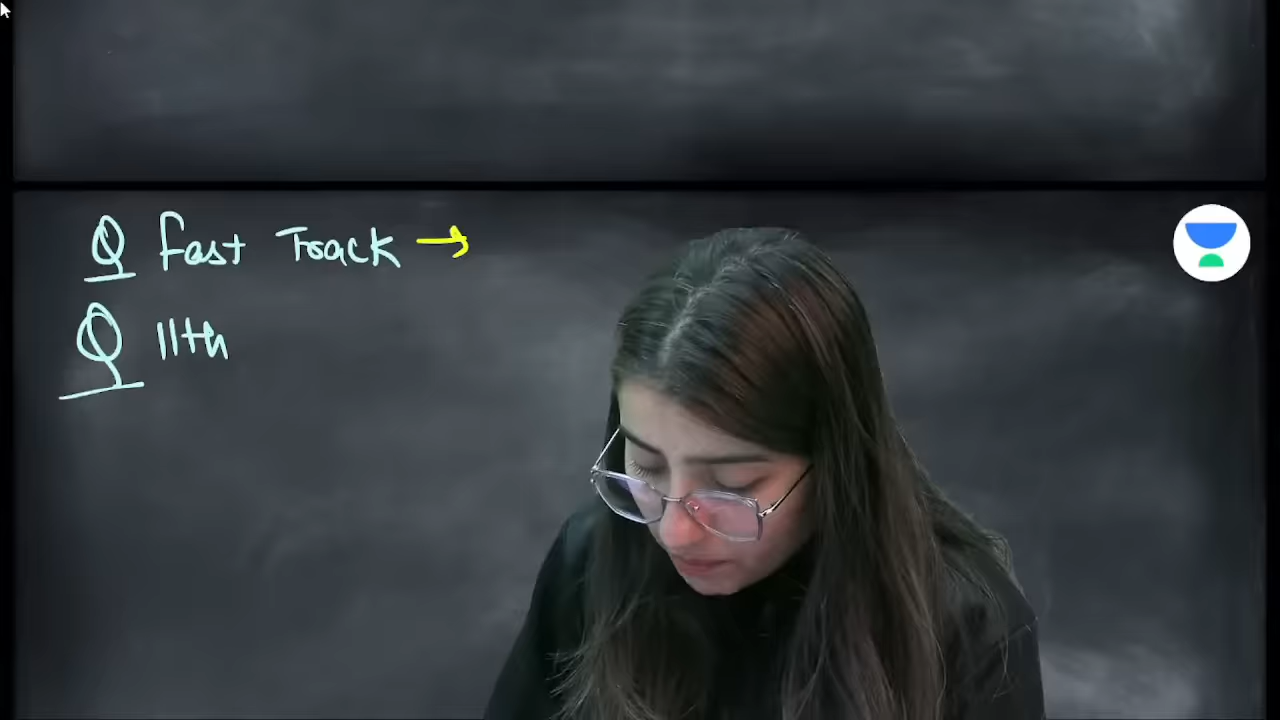 Q Fast Track →
Q 11th